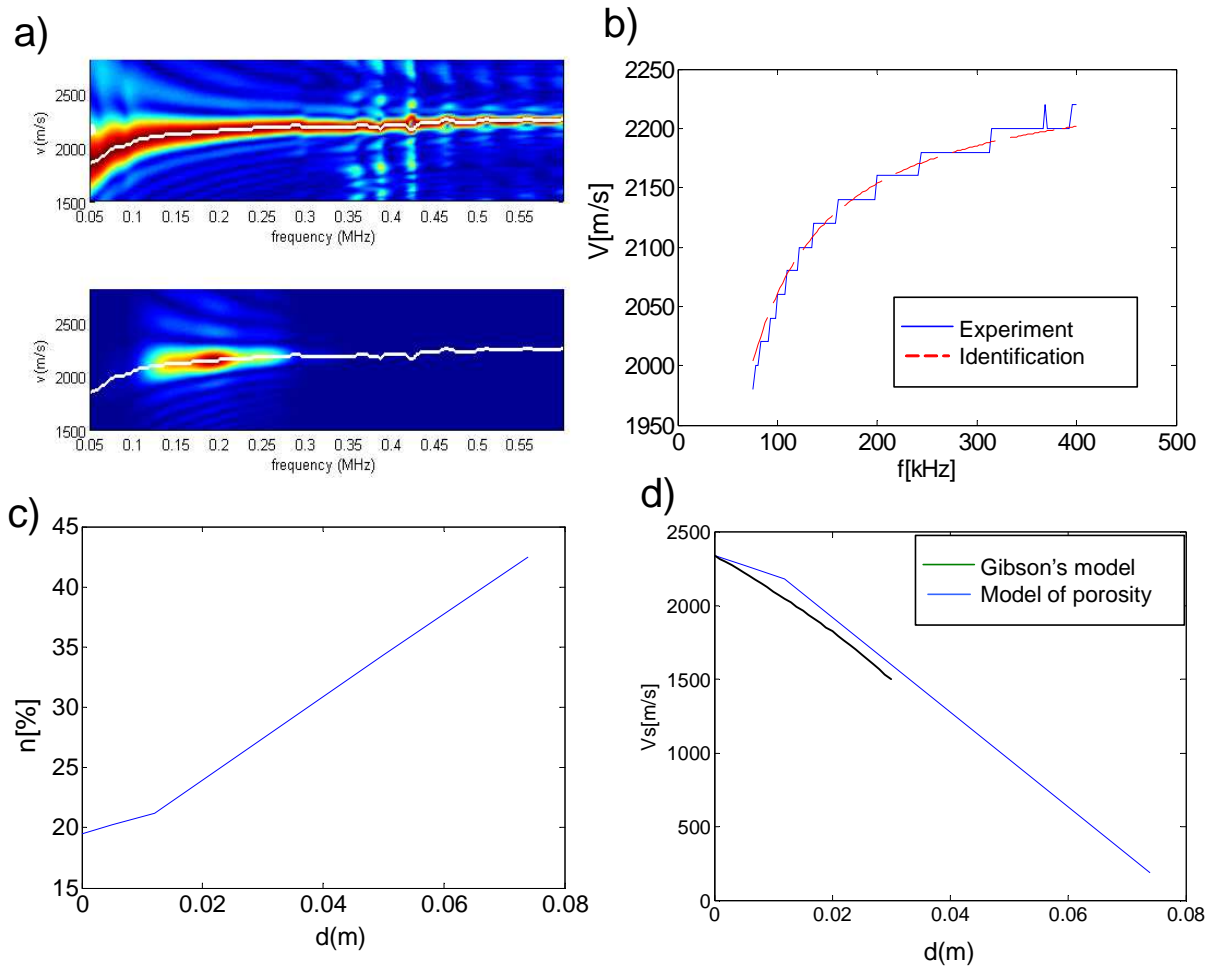 a)
2500
2000
1500
v(m/s)
0.05 0.1 0.15 0.2 0.25 0.3 0.35 0.4 0.45 0.5 0.55
frequency (MHz)
2500
2000
1500
v(m/s)
0.05 0.1 0.15 0.2 0.25 0.3 0.35 0.4 0.45 0.5 0.55
frequency (MHz)
b)
2250
2200
2150
2100
2050
2000
1950
V[m/s]
Experiment
Identification
0 100 200 300 400 500
f[kHz]
c)
45
40
35
30
25
20
15
n[%]
0 0.02 0.04 0.06 0.08
d(m)
d)
2500
2000
1500
1000
500
0
Vs[m/s]
Gibson's model
Model of porosity
0 0.02 0.04 0.06 0.08
d(m)